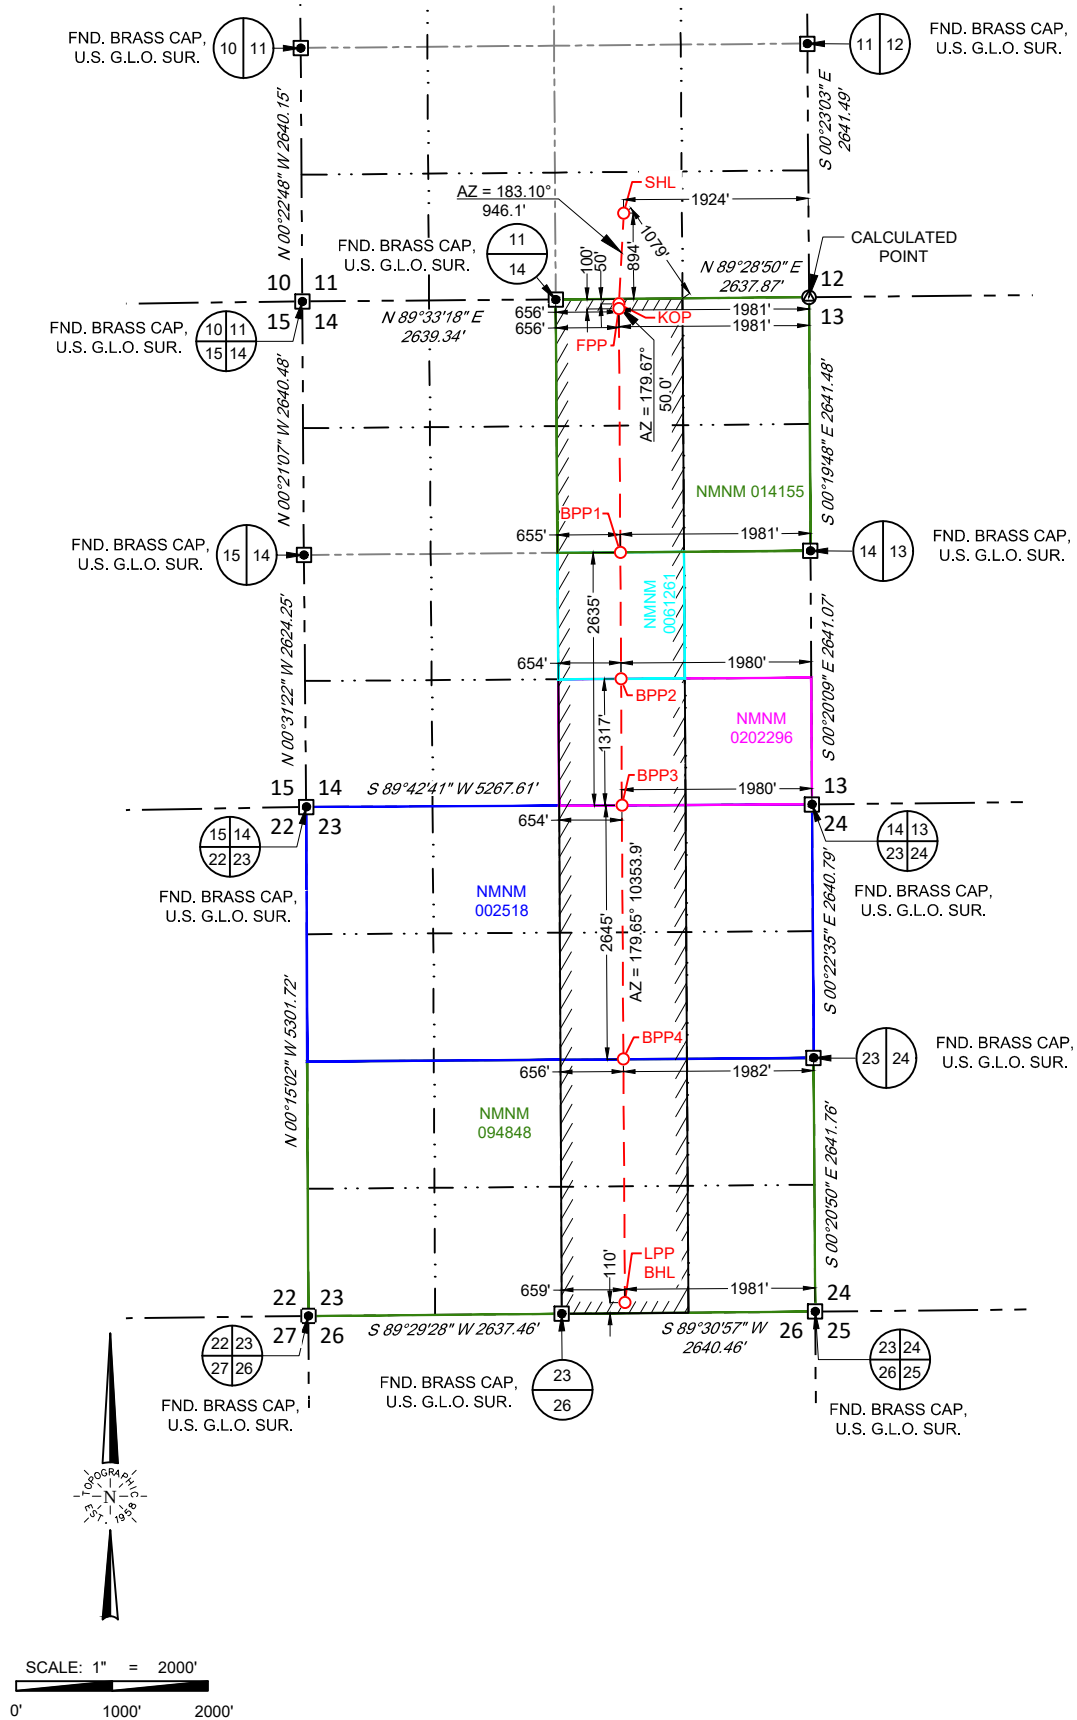 FND. BRASS CAP,
U.S. G.L.O. SUR.
10 11
11 12
FND. BRASS CAP,
U.S. G.L.O. SUR.
N 00°22'48" W 2640.15'
S 00°23'03" E
2641.49'
AZ = 183.10°
946.1'
SHL
1924'
1079'
894'
100'
50'
FND. BRASS CAP,
U.S. G.L.O. SUR.
11
14
CALCULATED
POINT
N 89°28'50" E
2637.87'
10 11
15 14
12
13
FND. BRASS CAP,
U.S. G.L.O. SUR.
10 11
15 14
N 89°33'18" E
2639.34'
656'
656'
1981'
1981'
KOP
FPP
AZ = 179.67°
50.0'
N 00°21'07" W 2640.48'
S 00°19'48" E 2641.48'
NMNM 014155
BPP1
655'
1981'
FND. BRASS CAP,
U.S. G.L.O. SUR.
15 14
14 13
FND. BRASS CAP,
U.S. G.L.O. SUR.
NMNM
0061261
2635'
N 00°31'22" W 2624.25'
S 00°20'09" E 2641.07'
654'
1980'
BPP2
1317'
NMNM
0202296
BPP3
1980'
S 89°42'41" W 5267.61'
15 14
22 23
13
24
654'
15 14
22 23
FND. BRASS CAP,
U.S. G.L.O. SUR.
14 13
23 24
FND. BRASS CAP,
U.S. G.L.O. SUR.
NMNM
002518
2645'
AZ = 179.65° 10353.9'
S 00°22'35" E 2640.79'
N 00°15'02" W 5301.72'
BPP4
656'
1982'
23 24
FND. BRASS CAP,
U.S. G.L.O. SUR.
NMNM
094848
S 00°20'50" E 2641.76'
LPP
BHL
110'
659'
1981'
22 23
27 26
24
26 25
S 89°29'28" W 2637.46'
S 89°30'57" W
2640.46'
22 23
27 26
FND. BRASS CAP,
U.S. G.L.O. SUR.
FND. BRASS CAP,
U.S. G.L.O. SUR.
23
26
23 24
26 25
FND. BRASS CAP,
U.S. G.L.O. SUR.
TOPOGRAPHIC
N
EST. 1958
SCALE: 1" = 2000'
0' 1000' 2000'